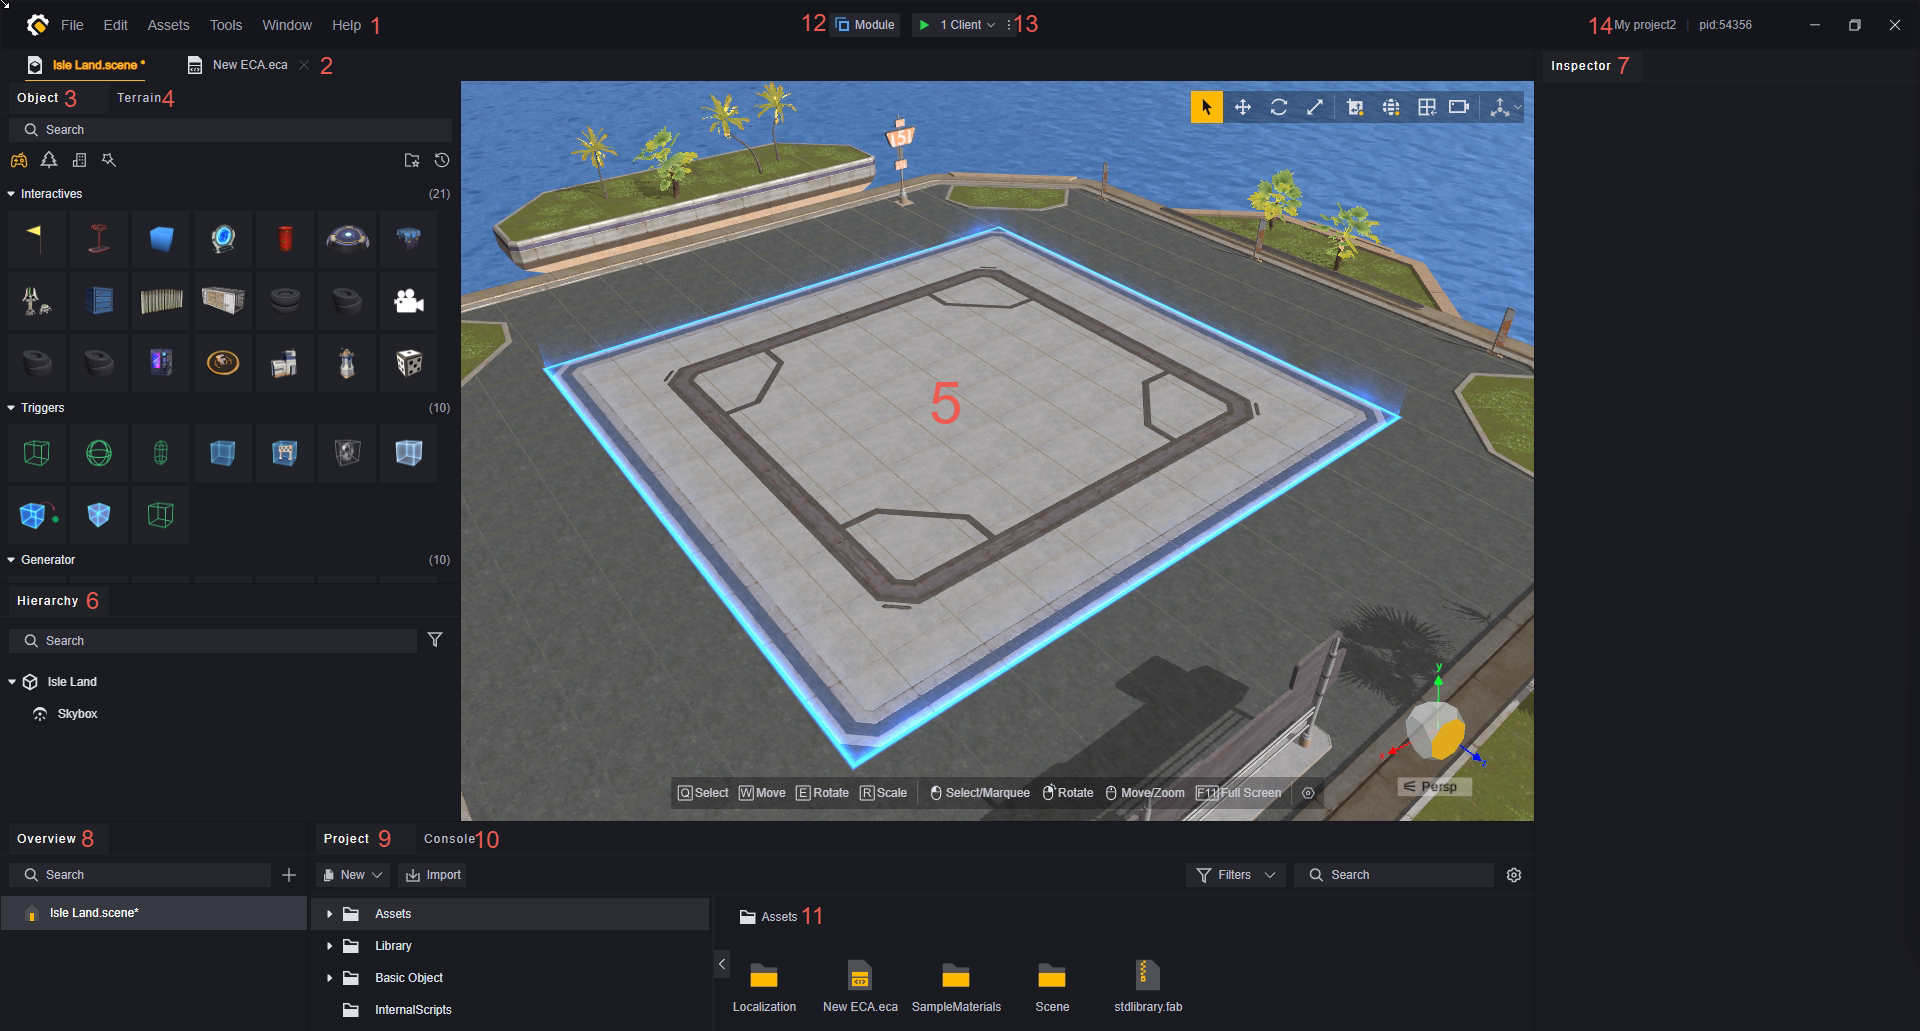 File Edit Assets Tools Window Help 1
12 Module 1 Client 13
14 My project2 pid:54356
Isle Land.scene *
New ECA.eca 2
Object 3
Terrain 4
Search
Interactives (21)
Triggers (10)
Generator (10)
151
5
Hierarchy 6
Search
Isle Land
Skybox
Inspector 7
y
x
z
Persp
Q Select W Move E Rotate R Scale Select/Marquee Rotate Move/Zoom F11 Full Screen
Overview 8
Search
Isle Land.scene*
Project 9
Console 10
New Import
Filters Search
Assets
Library
Basic Object
InternalScripts
Assets 11
Localization
New ECA.eca
SampleMaterials
Scene
stdlibrary.fab